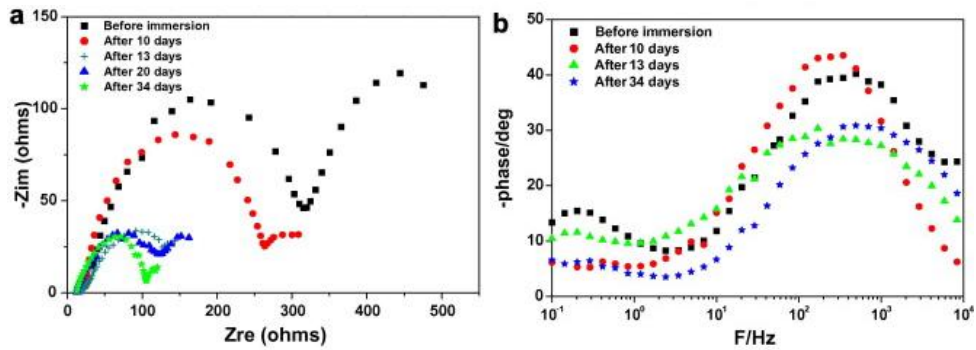 a
Before immersion
After 10 days
After 13 days
After 20 days
After 34 days
-Zim (ohms)
150
100
50
0
0 100 200 300 400 500
Zre (ohms)
b
Before immersion
After 10 days
After 13 days
After 34 days
-phase/deg
50
40
30
20
10
0
10⁻¹ 10⁰ 10¹ 10² 10³ 10⁴
F/Hz